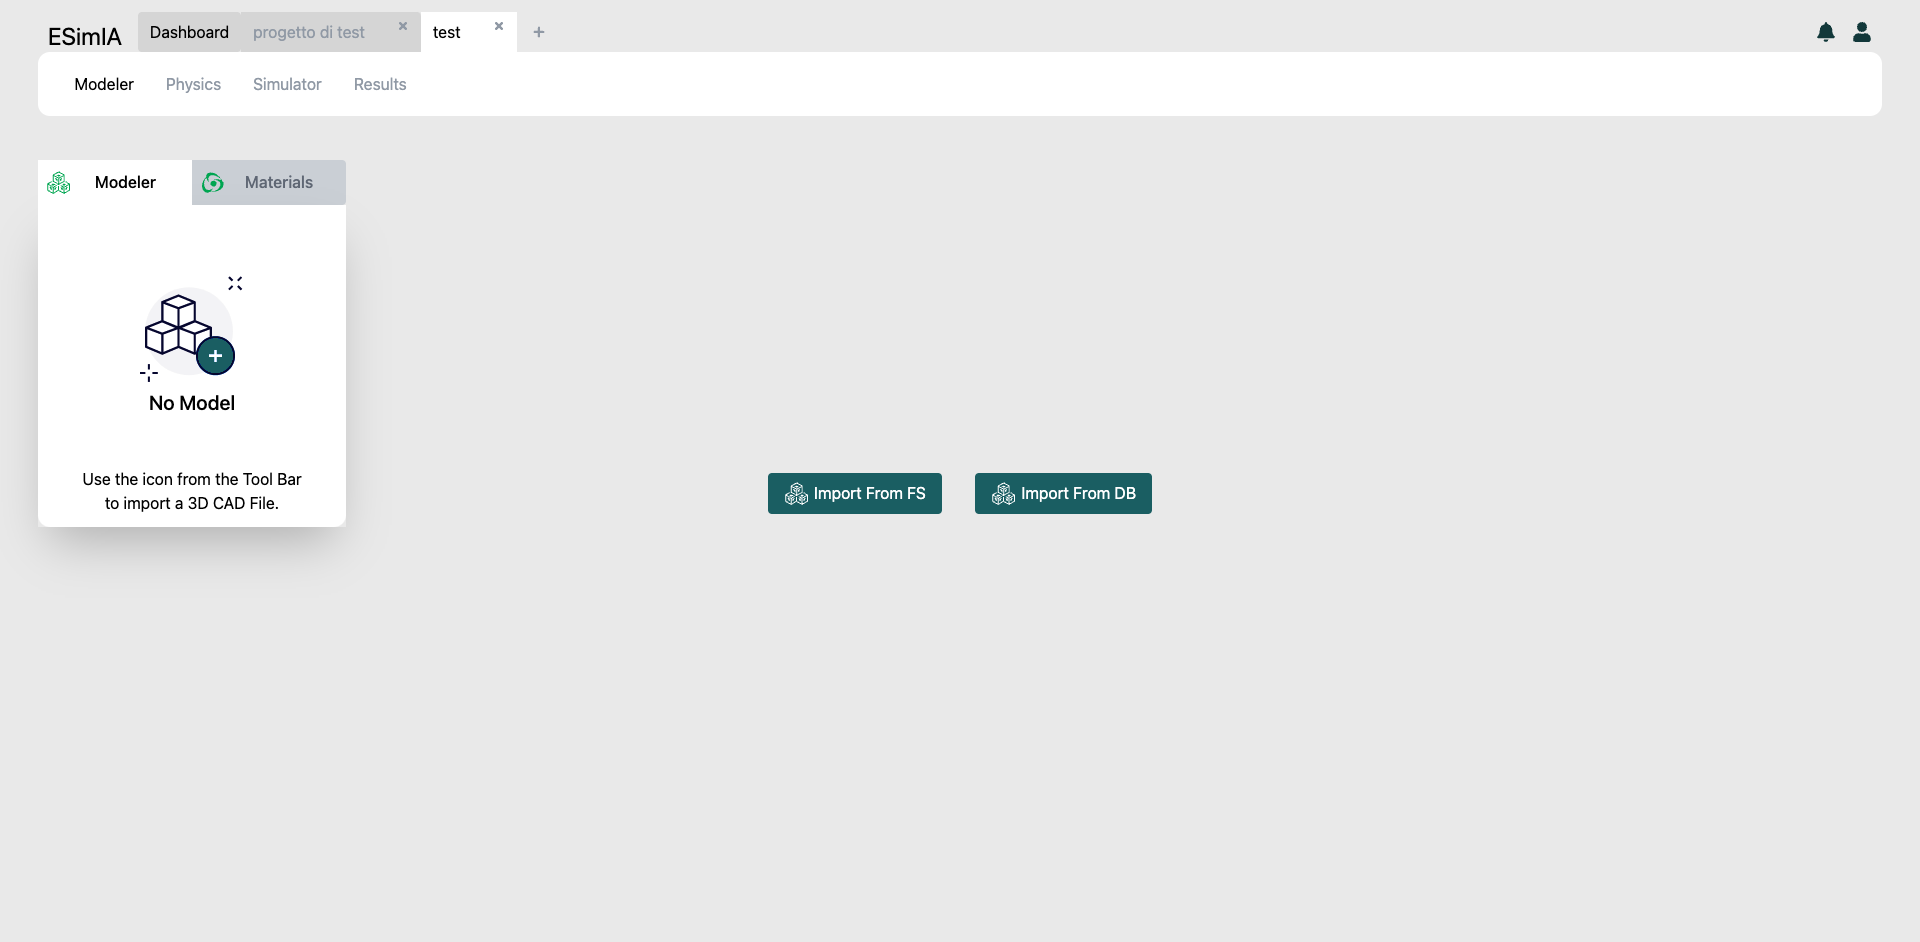 ESimIA
Dashboard
progetto di test
test
Modeler
Physics
Simulator
Results
Modeler
Materials
No Model
Use the icon from the Tool Bar
to import a 3D CAD File.
Import From FS
Import From DB